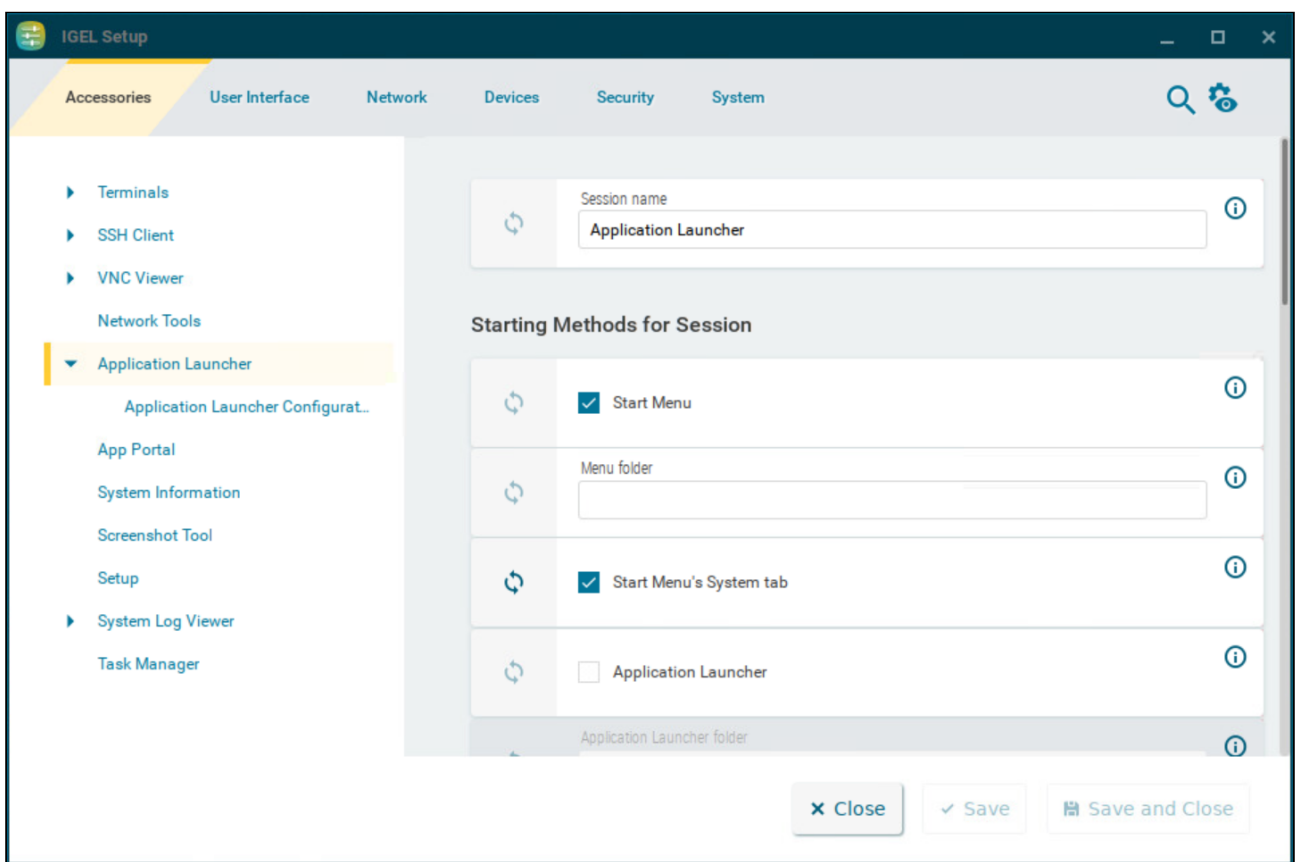 IGEL Setup
Accessories
User Interface
Network
Devices
Security
System
Terminals
SSH Client
VNC Viewer
Network Tools
Application Launcher
Application Launcher Configurat...
App Portal
System Information
Screenshot Tool
Setup
System Log Viewer
Task Manager
Session name
Application Launcher
Starting Methods for Session
Start Menu
Menu folder
Start Menu's System tab
Application Launcher
Application Launcher folder
Close
Save
Save and Close